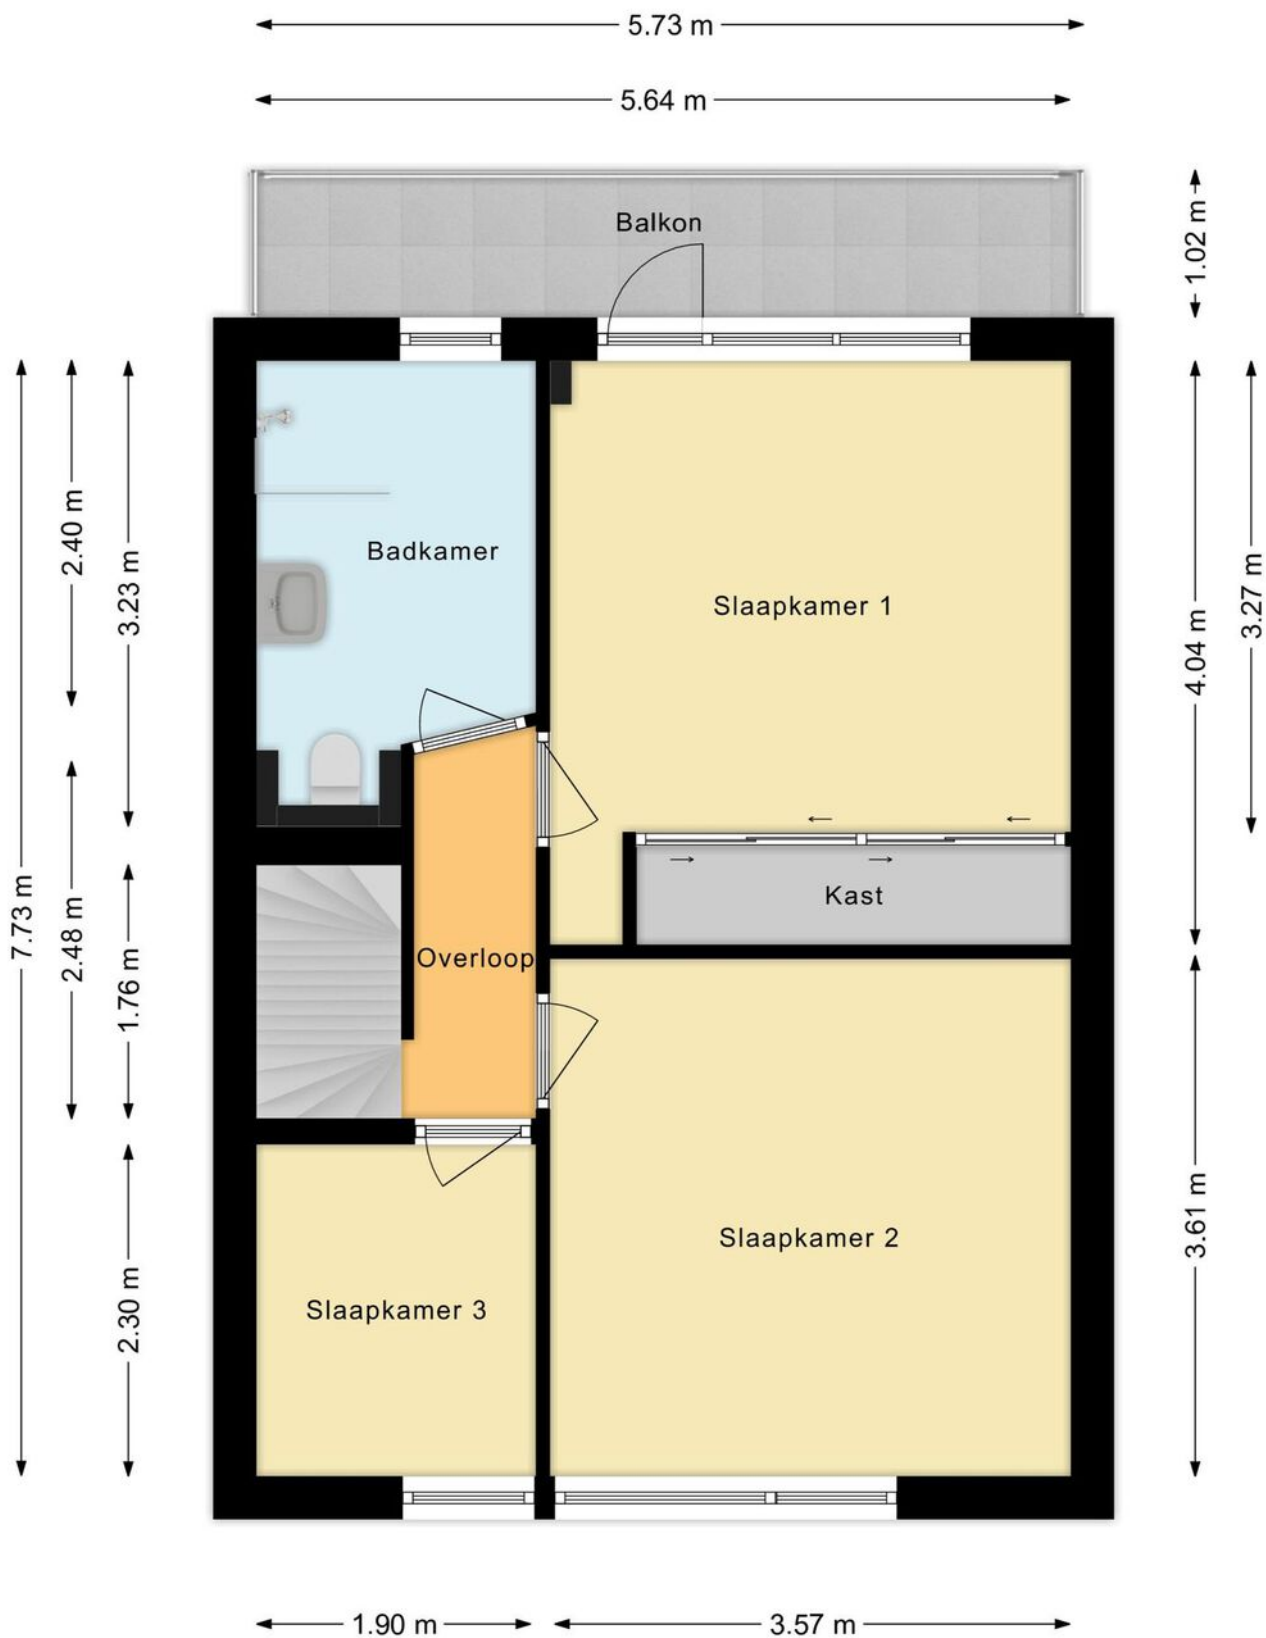 5.73 m
5.64 m
Balkon
1.02 m
Badkamer
Slaapkamer 1
2.40 m
3.23 m
4.04 m
3.27 m
Kast
7.73 m
2.48 m
Overloop
1.76 m
Slaapkamer 2
3.61 m
Slaapkamer 3
2.30 m
1.90 m
3.57 m